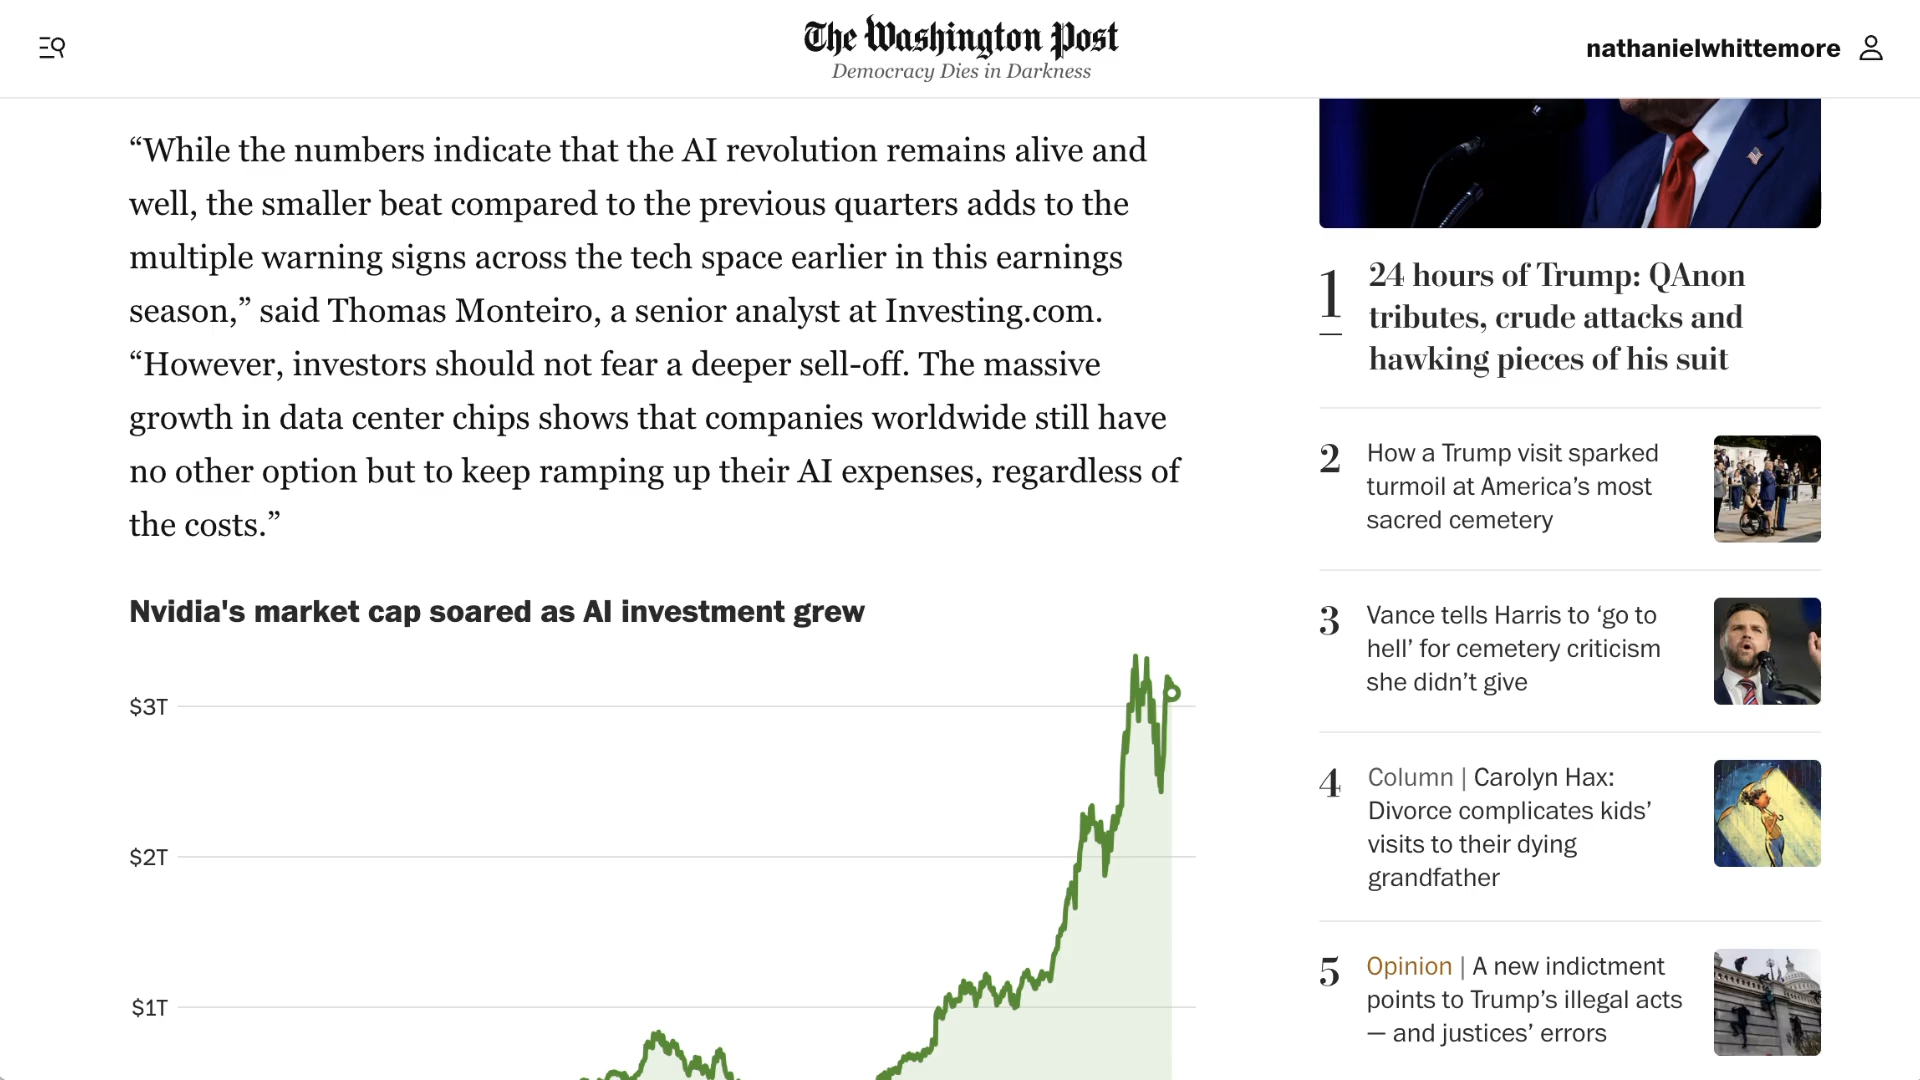 The Washington Post
Democracy Dies in Darkness
nathanielwhittemore
“While the numbers indicate that the AI revolution remains alive and
well, the smaller beat compared to the previous quarters adds to the
multiple warning signs across the tech space earlier in this earnings
season,” said Thomas Monteiro, a senior analyst at Investing.com.
“However, investors should not fear a deeper sell-off. The massive
growth in data center chips shows that companies worldwide still have
no other option but to keep ramping up their AI expenses, regardless of
the costs.”
Nvidia's market cap soared as AI investment grew
$3T
$2T
$1T
1
24 hours of Trump: QAnon
tributes, crude attacks and
hawking pieces of his suit
2
How a Trump visit sparked
turmoil at America’s most
sacred cemetery
3
Vance tells Harris to ‘go to
hell’ for cemetery criticism
she didn’t give
4
Column | Carolyn Hax:
Divorce complicates kids’
visits to their dying
grandfather
5
Opinion | A new indictment
points to Trump’s illegal acts
— and justices’ errors